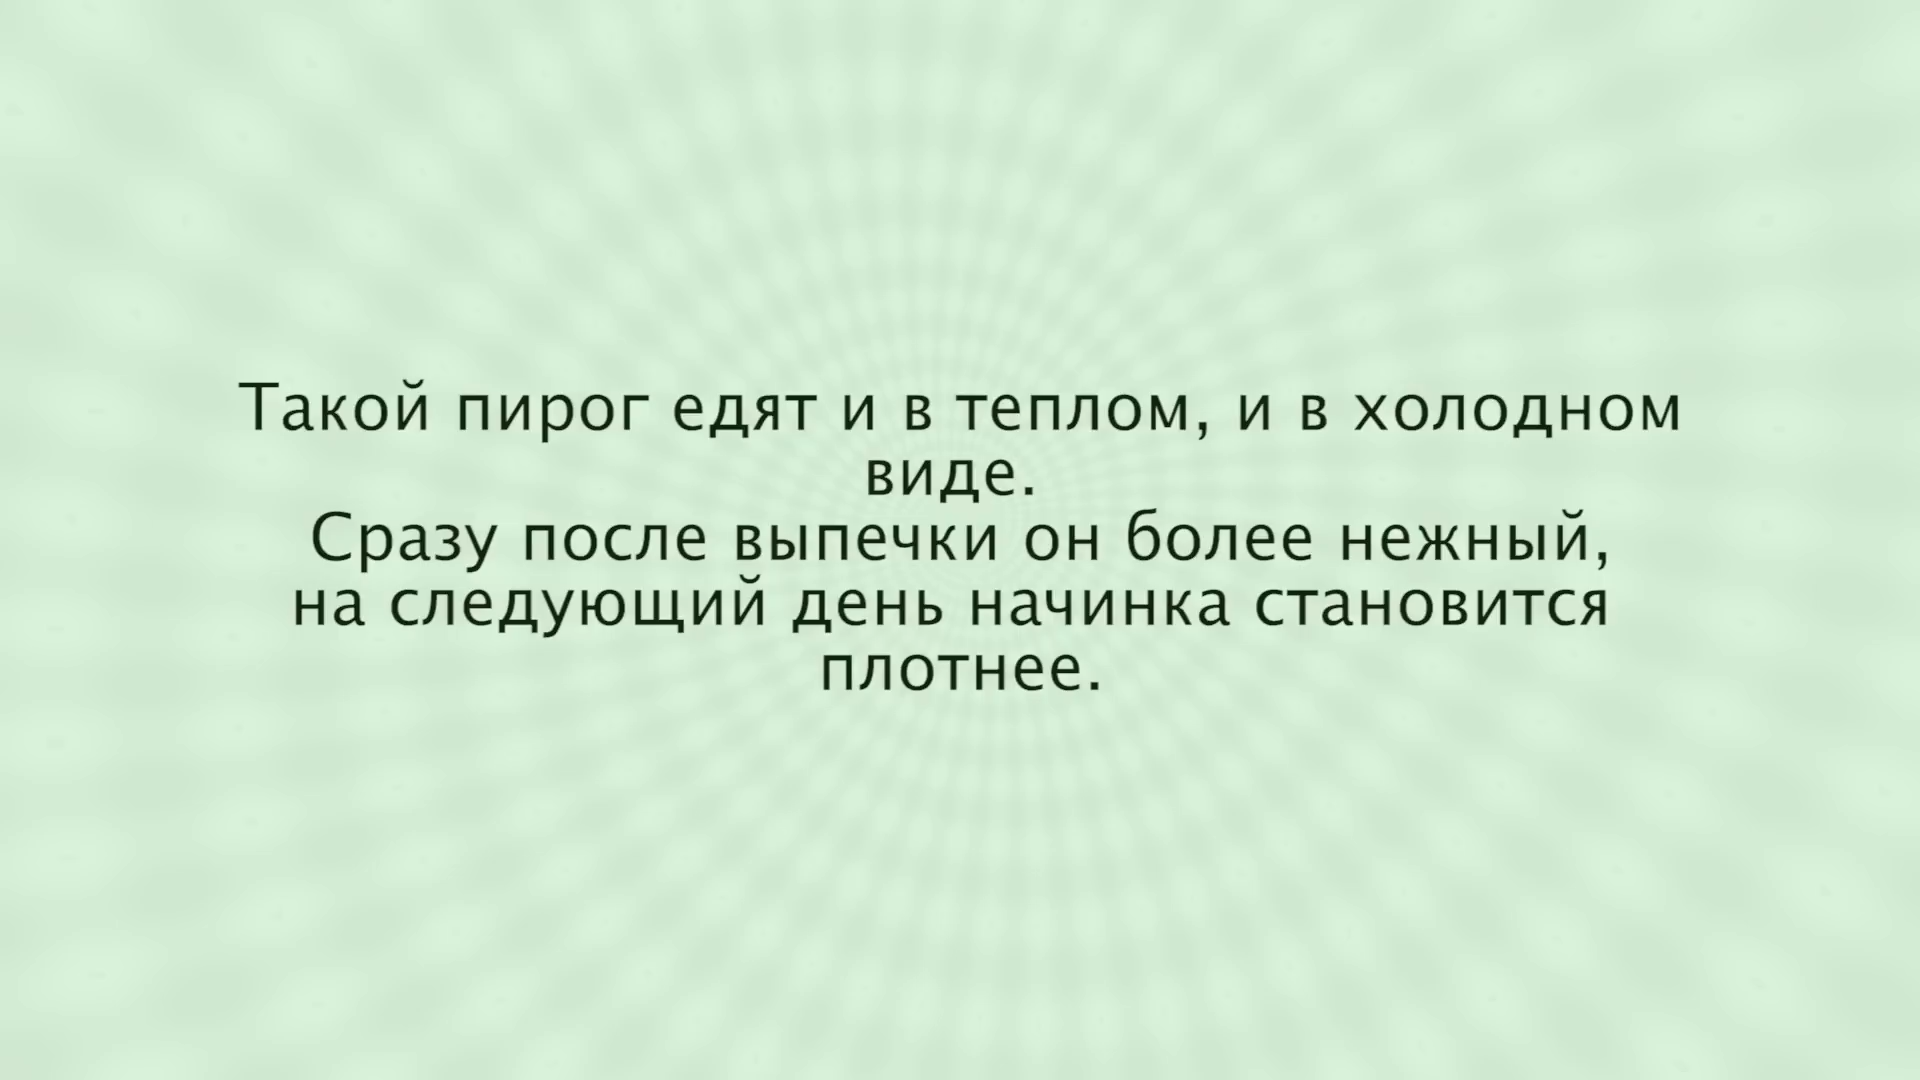 Такой пирог едят и в теплом, и в холодном
виде.
Сразу после выпечки он более нежный,
на следующий день начинка становится
плотнее.